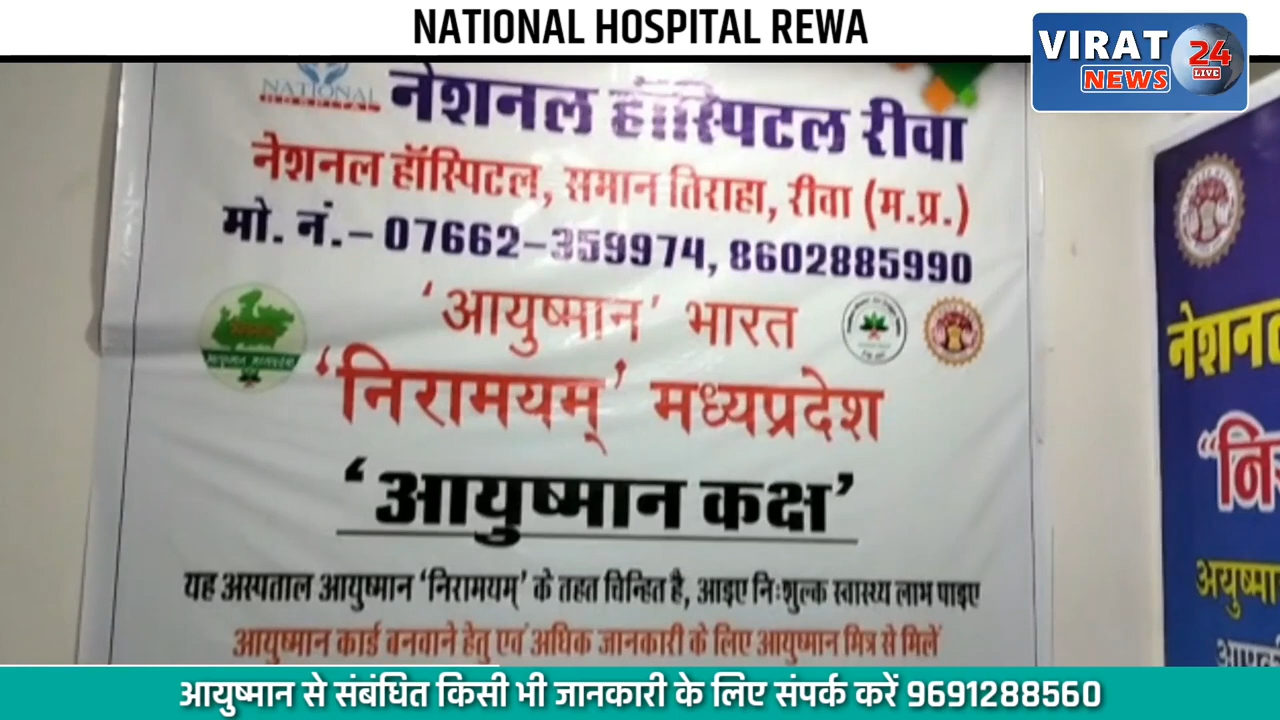 NATIONAL HOSPITAL REWA
VIRAT
NEWS
24
LIVE
NATIONAL
HOSPITAL
नेशनल हॉस्पिटल रीवा
नेशनल हॉस्पिटल, समान तिराहा, रीवा (म.प्र.)
मो. नं.– 07662–359974, 8602885990
‘आयुष्मान’ भारत
‘निरामयम्’ मध्यप्रदेश
‘आयुष्मान कक्ष’
यह अस्पताल आयुष्मान ‘निरामयम्’ के तहत चिन्हित है, आइए निःशुल्क स्वास्थ्य लाभ पाइए
आयुष्मान कार्ड बनवाने हेतु एवं अधिक जानकारी के लिए आयुष्मान मित्र से मिलें
आयुष्मान से संबंधित किसी भी जानकारी के लिए संपर्क करें 9691288560